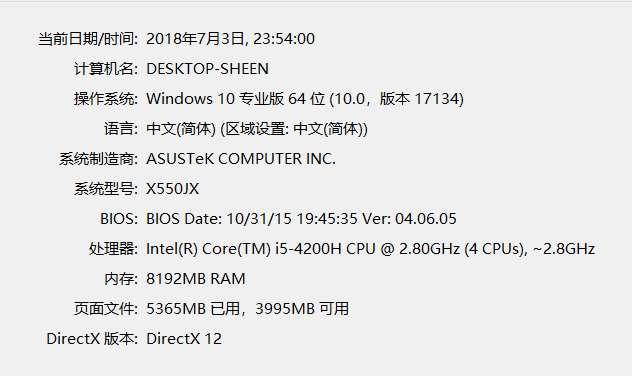 当前日期/时间: 2018年7月3日, 23:54:00
计算机名: DESKTOP-SHEEN
操作系统: Windows 10 专业版 64 位 (10.0，版本 17134)
语言: 中文(简体) (区域设置: 中文(简体))
系统制造商: ASUSTeK COMPUTER INC.
系统型号: X550JX
BIOS: BIOS Date: 10/31/15 19:45:35 Ver: 04.06.05
处理器: Intel(R) Core(TM) i5-4200H CPU @ 2.80GHz (4 CPUs), ~2.8GHz
内存: 8192MB RAM
页面文件: 5365MB 已用，3995MB 可用
DirectX 版本: DirectX 12